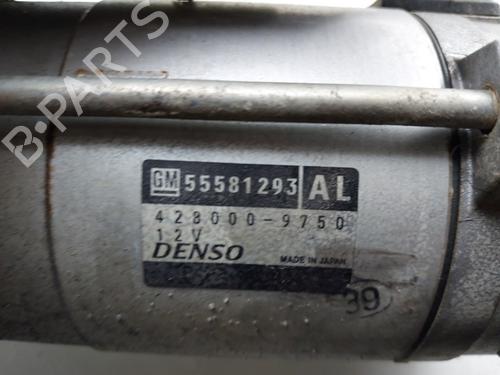 B-PARTS
GM 55581293 AL
428000-9750
12V
DENSO MADE IN JAPAN
39